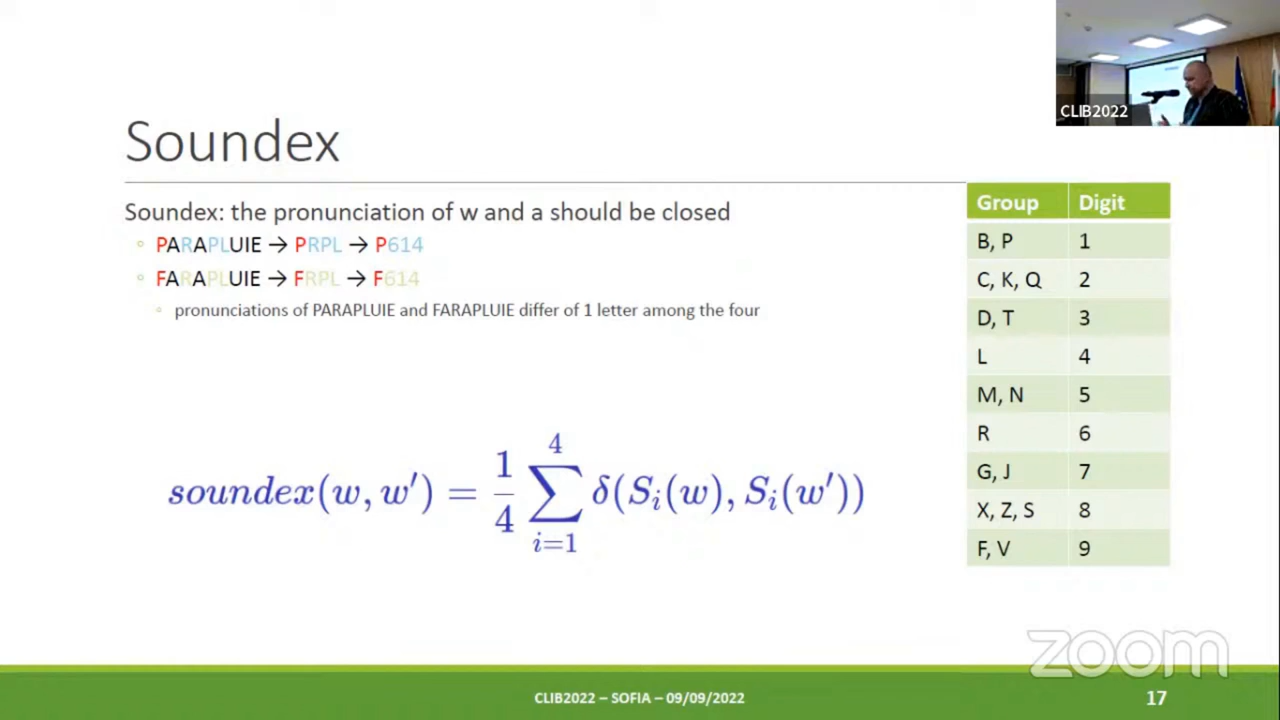 CLIB2022
Soundex
Soundex: the pronunciation of w and a should be closed
PARAPLUIE → PRPL → P614
FARAPLUIE → FRPL → F614
pronunciations of PARAPLUIE and FARAPLUIE differ of 1 letter among the four
soundex(w, w′) = 1/4 ∑_{i=1}^{4} δ(S_i(w), S_i(w′))
Group Digit
B, P 1
C, K, Q 2
D, T 3
L 4
M, N 5
R 6
G, J 7
X, Z, S 8
F, V 9
zoom
CLIB2022 – SOFIA – 09/09/2022
17